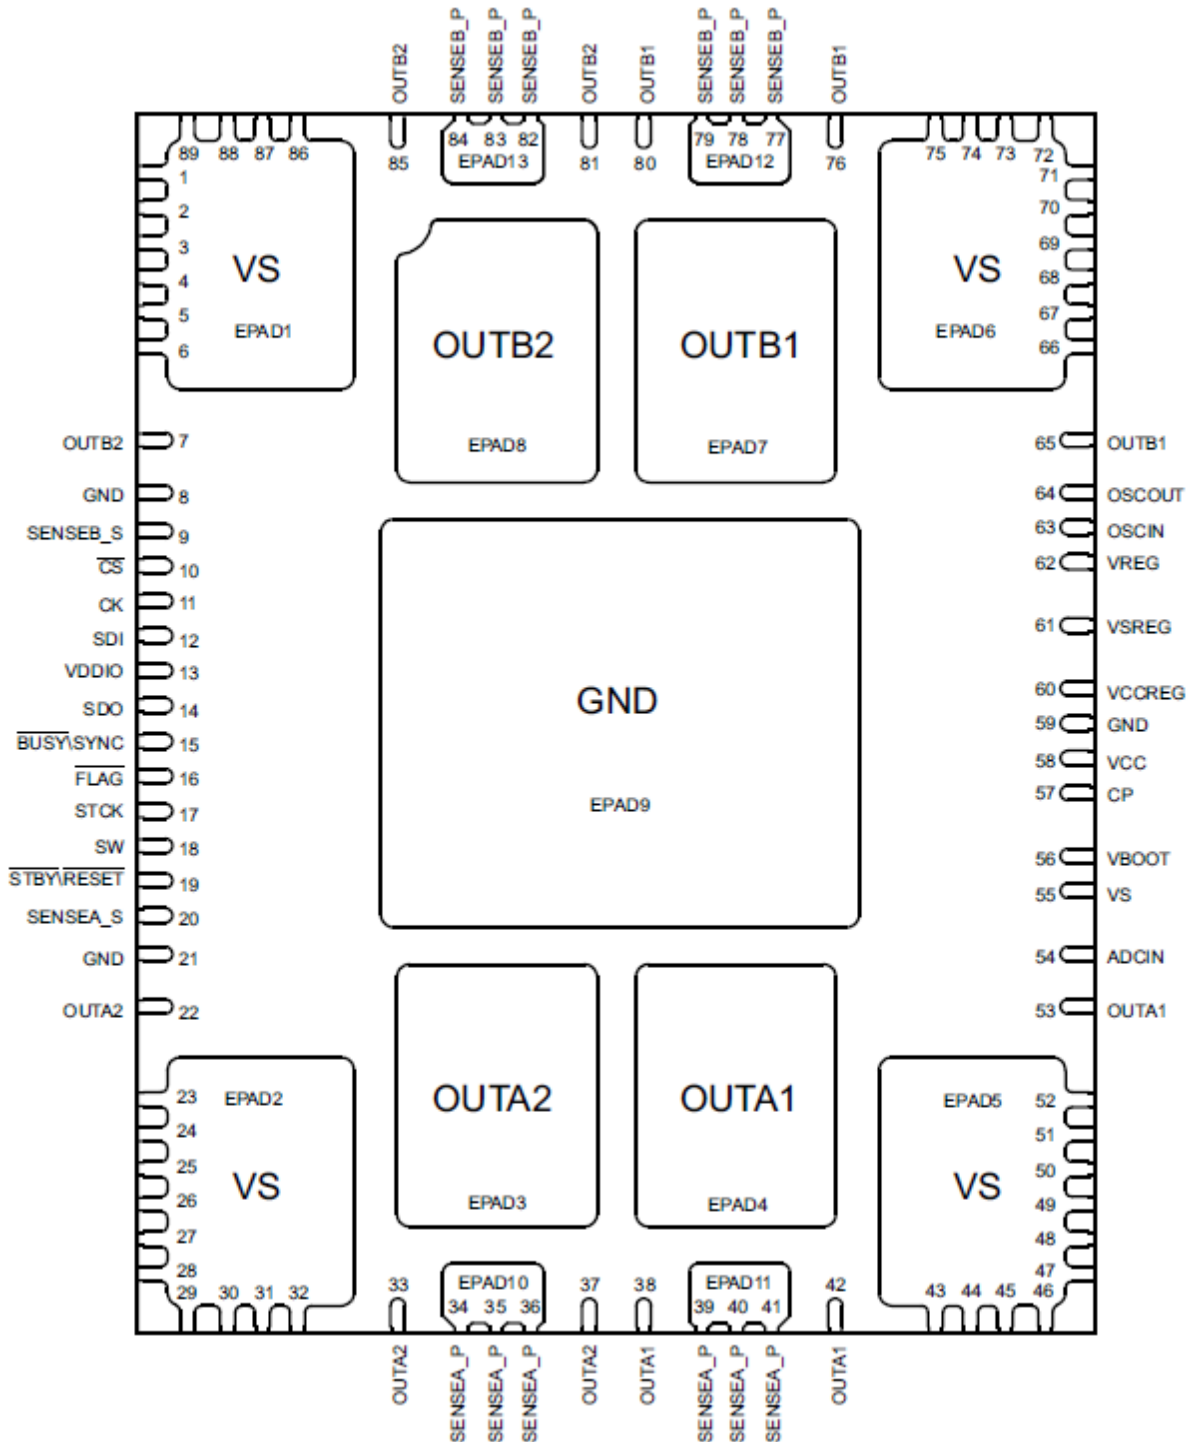 OUTB2 SENSEB_P SENSEB_P SENSEB_P OUTB2 OUTB1 SENSEB_P SENSEB_P SENSEB_P OUTB1
89 88 87 86 85 84 83 82 81 80 79 78 77 76 75 74 73 72
EPAD13 EPAD12
1 71
2 70
3 69
VS VS
4 68
5 67
EPAD1 EPAD6
6 66
OUTB2 OUTB1
EPAD8 EPAD7
OUTB2 7 65 OUTB1
GND 8 64 OSCOUT
SENSEB_S 9 63 OSCIN
CS 10 62 VREG
CK 11
SDI 12 61 VSREG
VDDIO 13
SDO 14 60 VCCREG
GND
BUSY\SYNC 15 59 GND
FLAG 16 58 VCC
STCK 17 57 CP
EPAD9
SW 18 56 VBOOT
STBY\RESET 19 55 VS
SENSEA_S 20
GND 21 54 ADCIN
OUTA2 22 53 OUTA1
23 EPAD2 EPAD5 52
OUTA2 OUTA1
24 51
25 50
VS VS
26 49
EPAD3 EPAD4
27 48
28 47
EPAD10 EPAD11
29 30 31 32 33 34 35 36 37 38 39 40 41 42 43 44 45 46
OUTA2 SENSEA_P SENSEA_P SENSEA_P OUTA2 OUTA1 SENSEA_P SENSEA_P SENSEA_P OUTA1